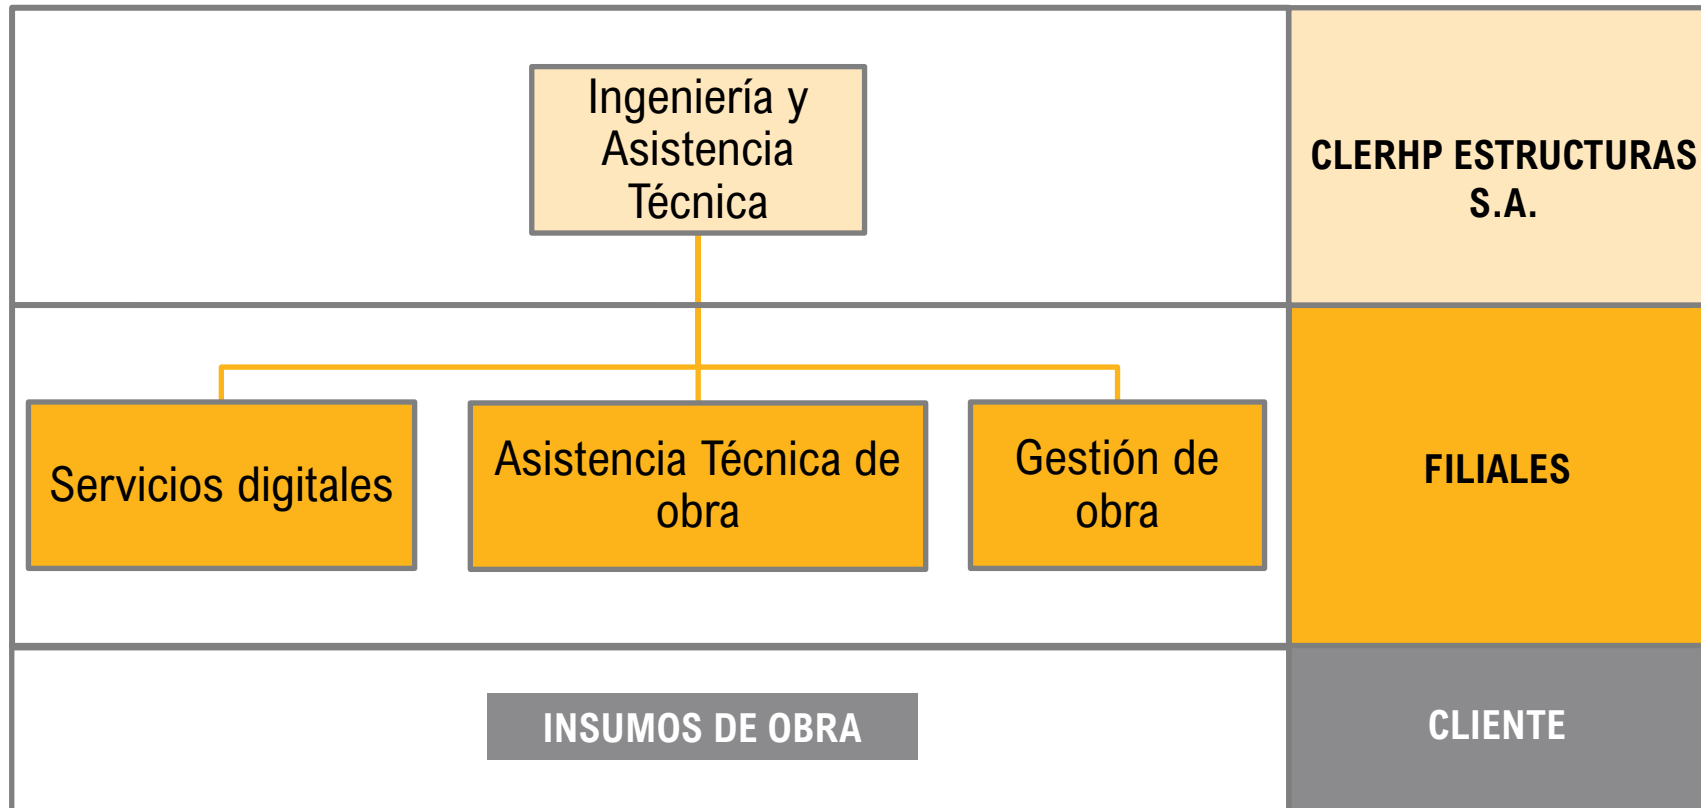 Ingeniería y
Asistencia
Técnica
CLERHP ESTRUCTURAS
S.A.
Servicios digitales
Asistencia Técnica de
obra
Gestión de
obra
FILIALES
INSUMOS DE OBRA
CLIENTE